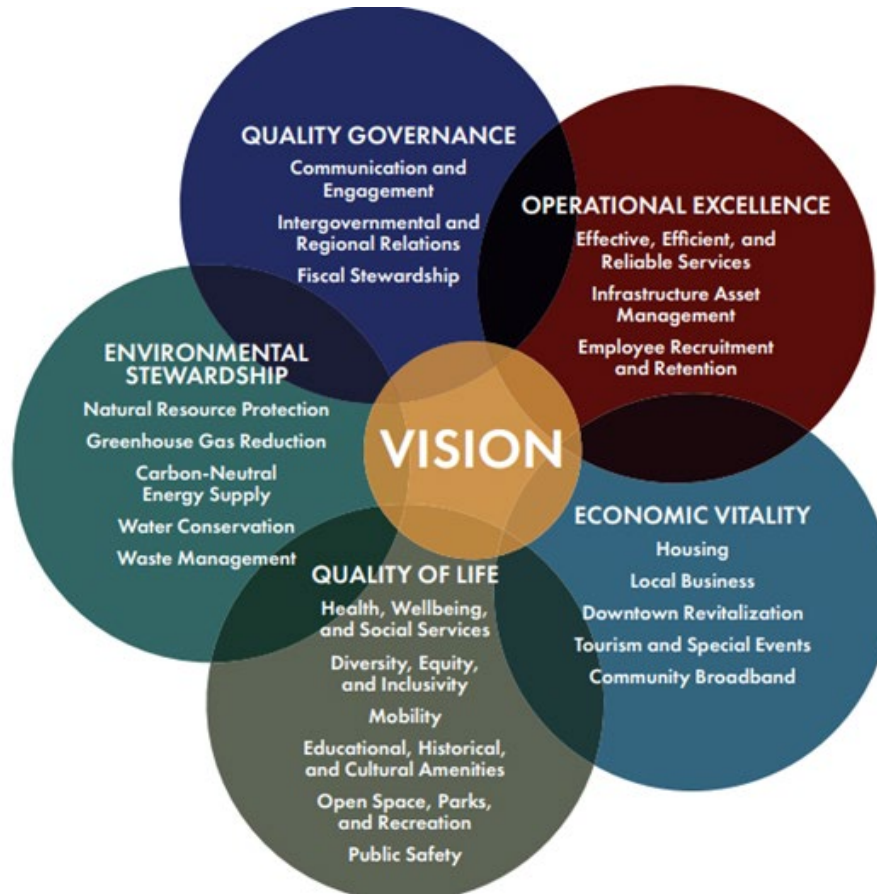 QUALITY GOVERNANCE
Communication and
Engagement
Intergovernmental and
Regional Relations
Fiscal Stewardship
OPERATIONAL EXCELLENCE
Effective, Efficient, and
Reliable Services
Infrastructure Asset
Management
Employee Recruitment
and Retention
ENVIRONMENTAL
STEWARDSHIP
Natural Resource Protection
Greenhouse Gas Reduction
Carbon-Neutral
Energy Supply
Water Conservation
Waste Management
VISION
ECONOMIC VITALITY
Housing
Local Business
Downtown Revitalization
Tourism and Special Events
Community Broadband
QUALITY OF LIFE
Health, Wellbeing,
and Social Services
Diversity, Equity,
and Inclusivity
Mobility
Educational, Historical,
and Cultural Amenities
Open Space, Parks,
and Recreation
Public Safety